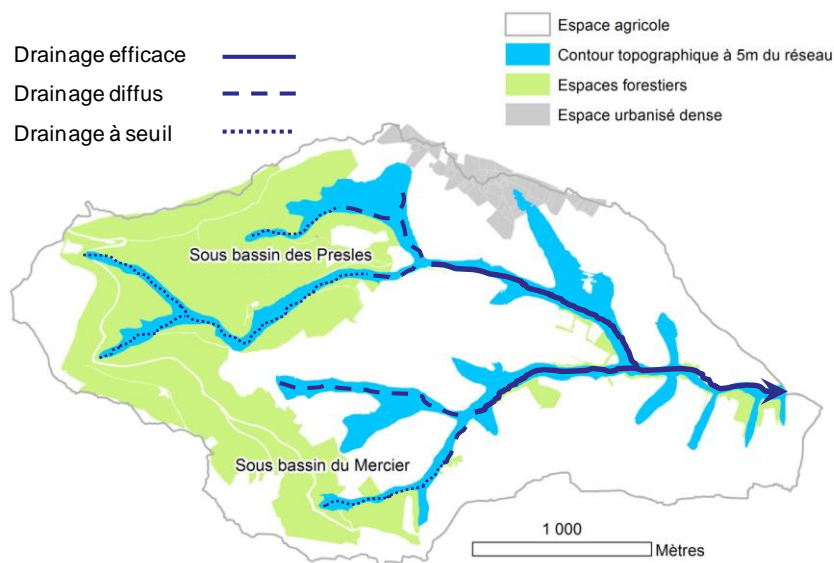 Drainage efficace
Drainage diffus
Drainage à seuil
Espace agricole
Contour topographique à 5m du réseau
Espaces forestiers
Espace urbanisé dense
Sous bassin des Presles
Sous bassin du Mercier
1 000
Mètres